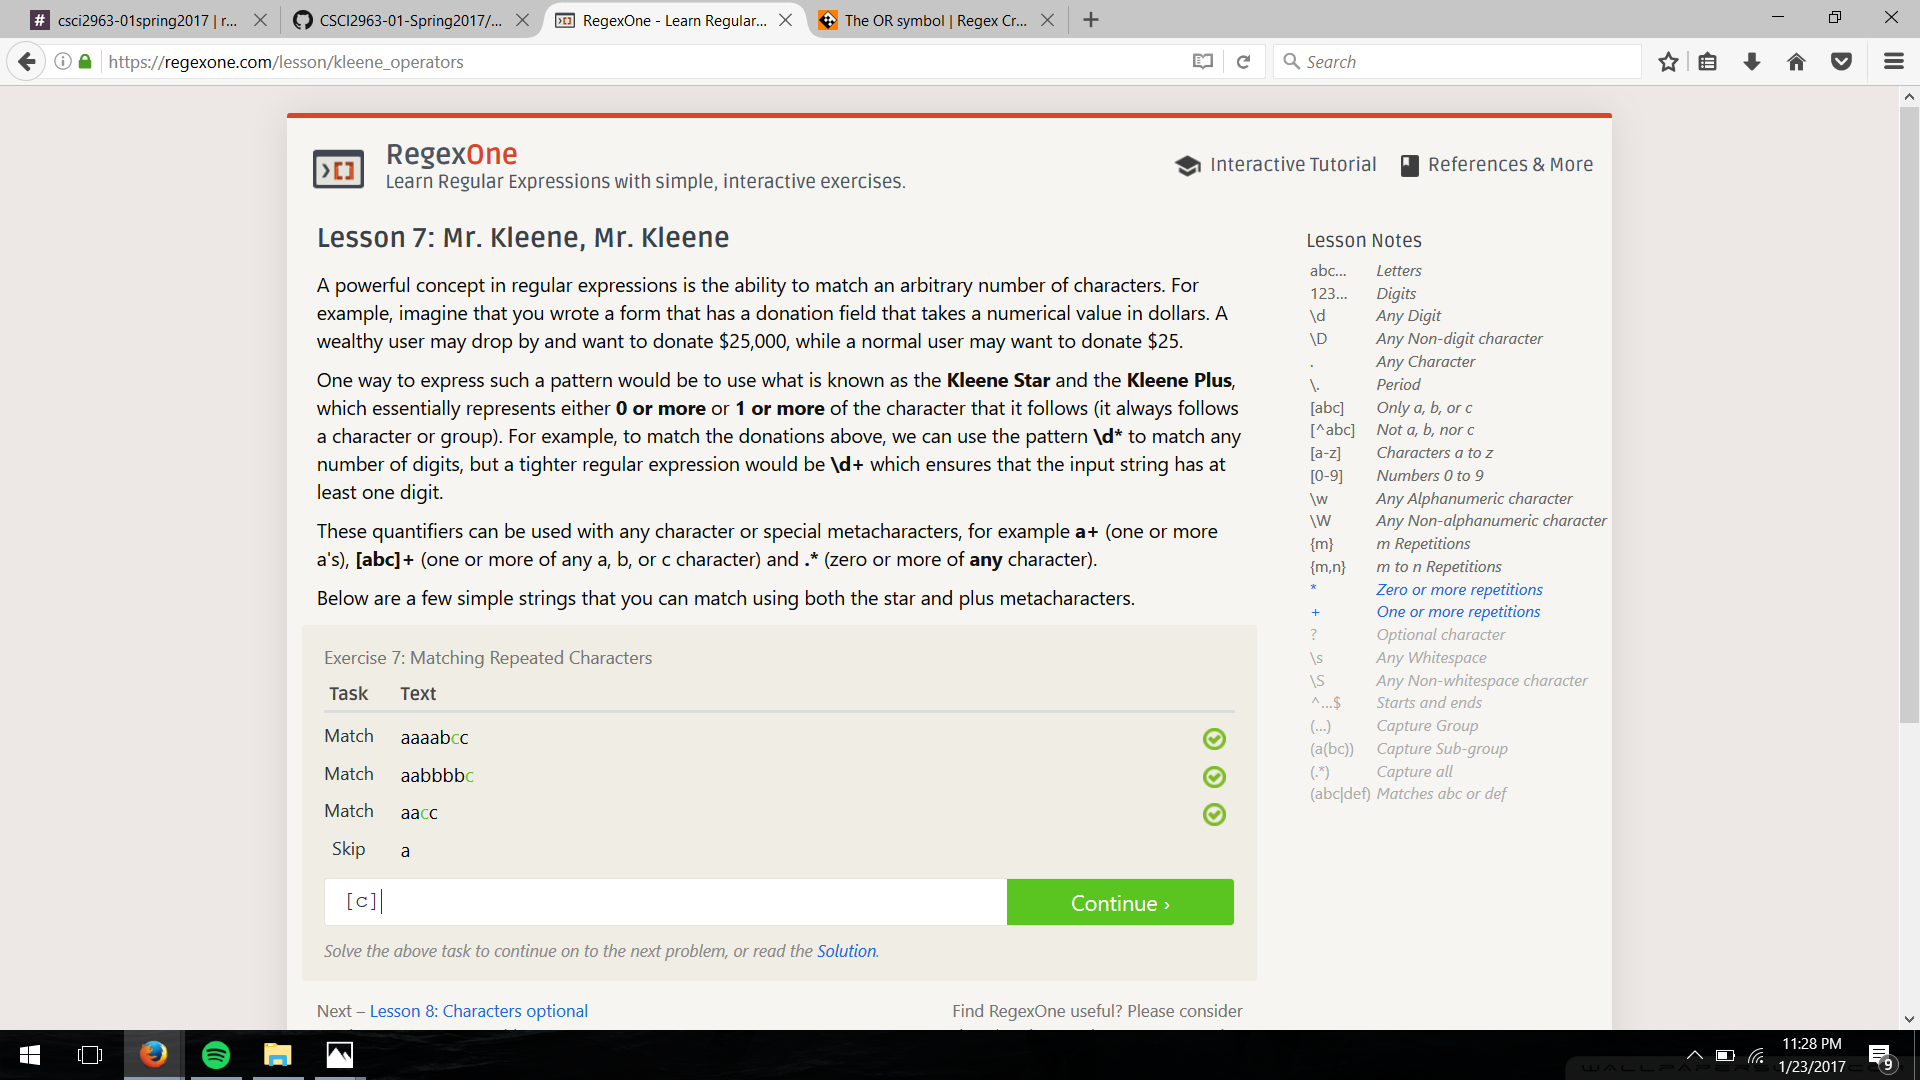 csci2963-01spring2017 | r...
CSCI2963-01-Spring2017/...
RegexOne - Learn Regular...
The OR symbol | Regex Cr...
https://regexone.com/lesson/kleene_operators
Search
RegexOne
Learn Regular Expressions with simple, interactive exercises.
Interactive Tutorial
References & More
Lesson 7: Mr. Kleene, Mr. Kleene
A powerful concept in regular expressions is the ability to match an arbitrary number of characters. For
example, imagine that you wrote a form that has a donation field that takes a numerical value in dollars. A
wealthy user may drop by and want to donate $25,000, while a normal user may want to donate $25.
One way to express such a pattern would be to use what is known as the Kleene Star and the Kleene Plus,
which essentially represents either 0 or more or 1 or more of the character that it follows (it always follows
a character or group). For example, to match the donations above, we can use the pattern \d* to match any
number of digits, but a tighter regular expression would be \d+ which ensures that the input string has at
least one digit.
These quantifiers can be used with any character or special metacharacters, for example a+ (one or more
a's), [abc]+ (one or more of any a, b, or c character) and .* (zero or more of any character).
Below are a few simple strings that you can match using both the star and plus metacharacters.
Exercise 7: Matching Repeated Characters
Task Text
Match aaaabcc
Match aabbbbc
Match aacc
Skip a
[c]
Continue ›
Solve the above task to continue on to the next problem, or read the Solution.
Next – Lesson 8: Characters optional
Find RegexOne useful? Please consider
Lesson Notes
abc... Letters
123... Digits
\d Any Digit
\D Any Non-digit character
. Any Character
\. Period
[abc] Only a, b, or c
[^abc] Not a, b, nor c
[a-z] Characters a to z
[0-9] Numbers 0 to 9
\w Any Alphanumeric character
\W Any Non-alphanumeric character
{m} m Repetitions
{m,n} m to n Repetitions
* Zero or more repetitions
+ One or more repetitions
? Optional character
\s Any Whitespace
\S Any Non-whitespace character
^...$ Starts and ends
(...) Capture Group
(a(bc)) Capture Sub-group
(.*) Capture all
(abc|def) Matches abc or def
11:28 PM
1/23/2017
9